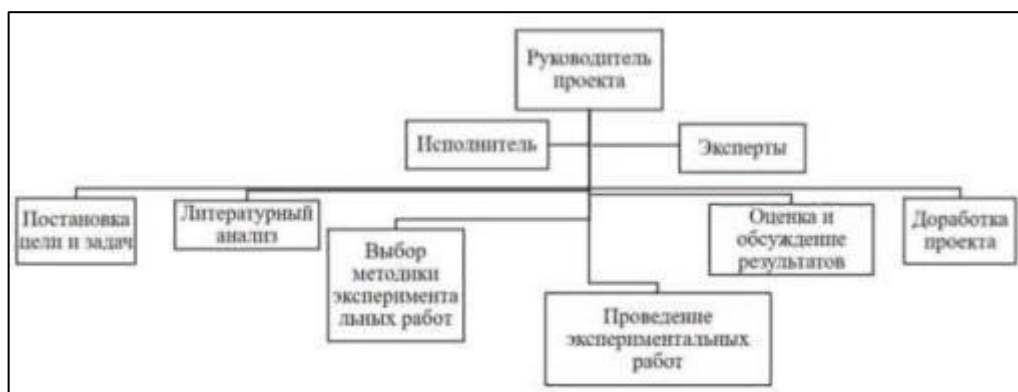 Руководитель
проекта
Исполнитель
Эксперты
Постановка
цели и задач
Литературный
анализ
Выбор
методики
эксперимента
льных работ
Проведение
экспериментальных
работ
Оценка и
обсуждение
результатов
Доработка
проекта